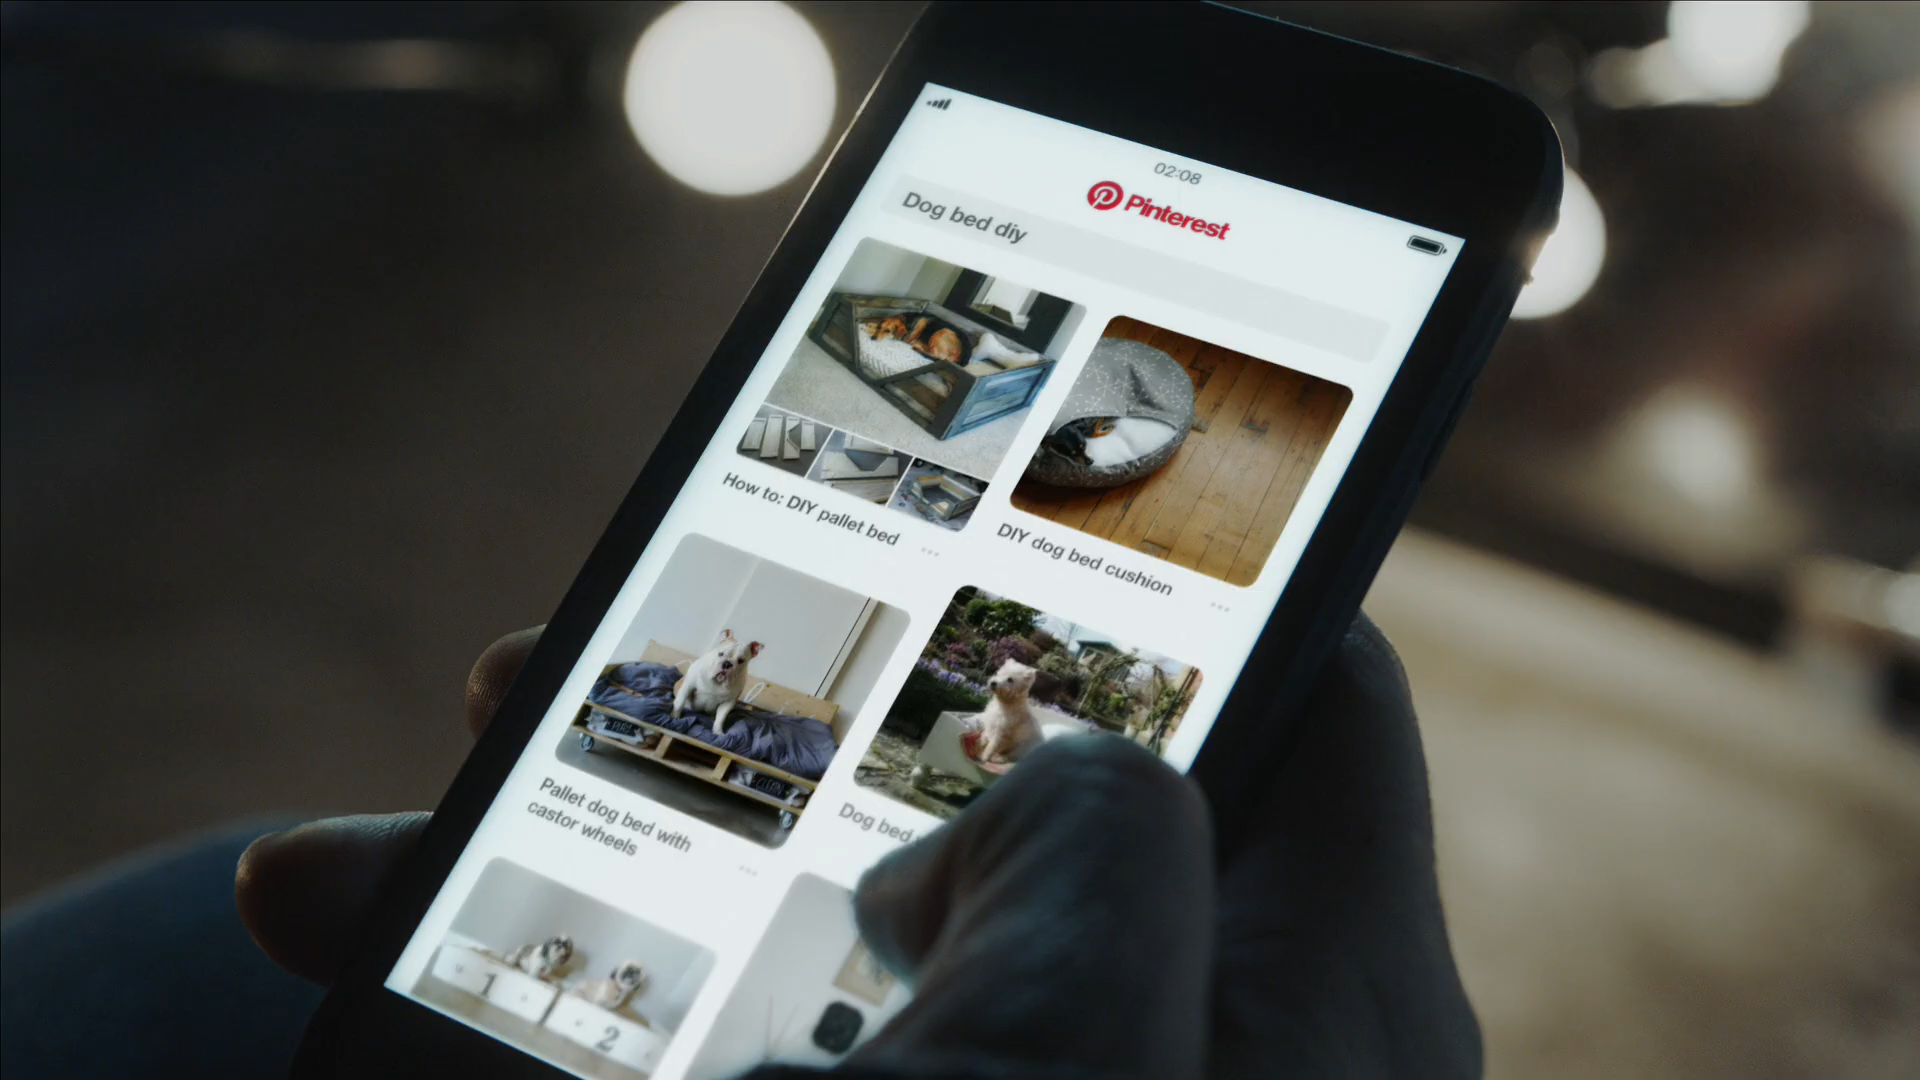 02:08
Pinterest
Dog bed diy
How to: DIY pallet bed
DIY dog bed cushion
Pallet dog bed with
castor wheels
Dog bed
1
2